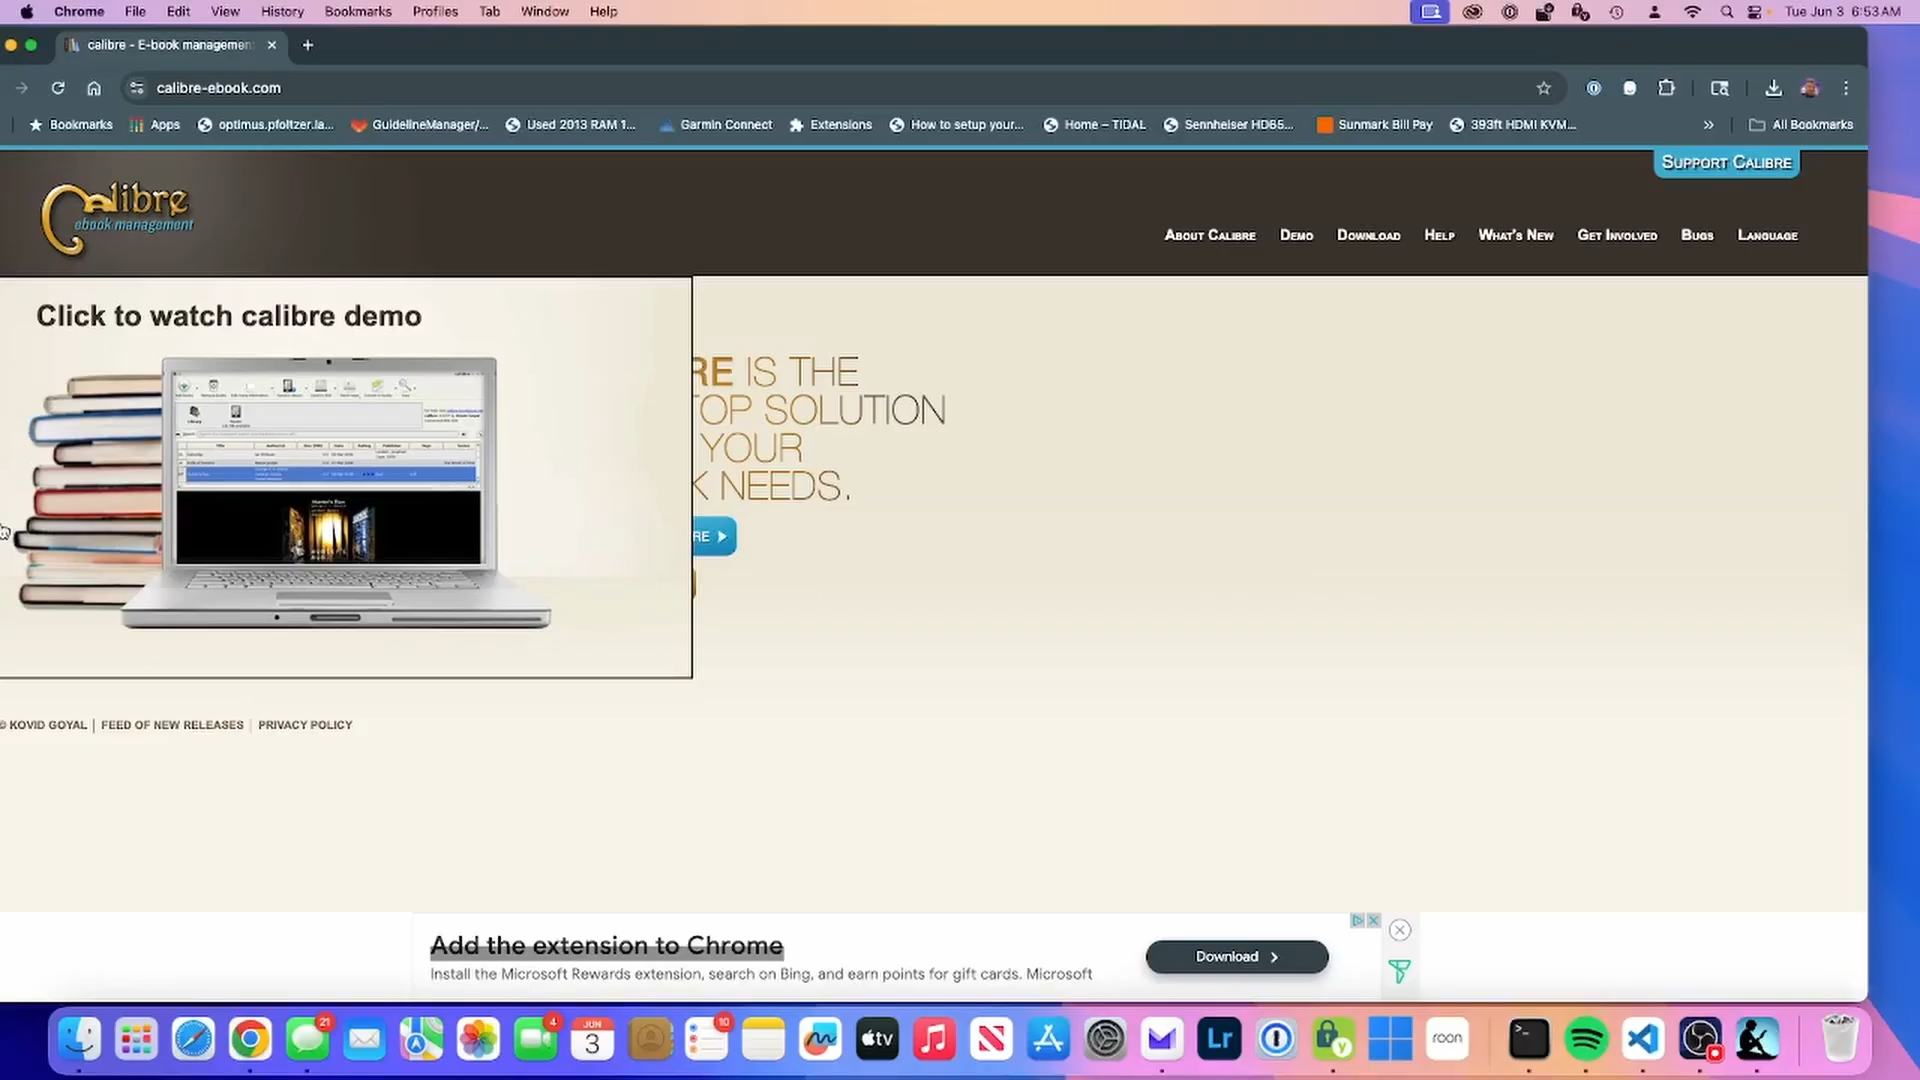 Chrome File Edit View History Bookmarks Profiles Tab Window Help Tue Jun 3 6:53 AM
calibre - E-book managemen
calibre-ebook.com
Bookmarks Apps optimus.pfoltzer.la... GuidelineManager/... Used 2013 RAM 1... Garmin Connect Extensions How to setup your... Home – TIDAL Sennheiser HD65... Sunmark Bill Pay 393ft HDMI KVM... » All Bookmarks
Support Calibre
Calibre
ebook management
About Calibre Demo Download Help What's New Get Involved Bugs Language
Click to watch calibre demo
RE IS THE
TOP SOLUTION
YOUR
K NEEDS.
RE
© KOVID GOYAL | FEED OF NEW RELEASES | PRIVACY POLICY
Add the extension to Chrome
Install the Microsoft Rewards extension, search on Bing, and earn points for gift cards. Microsoft
Download
21
4
JUN
3
10
tv
Lr
roon